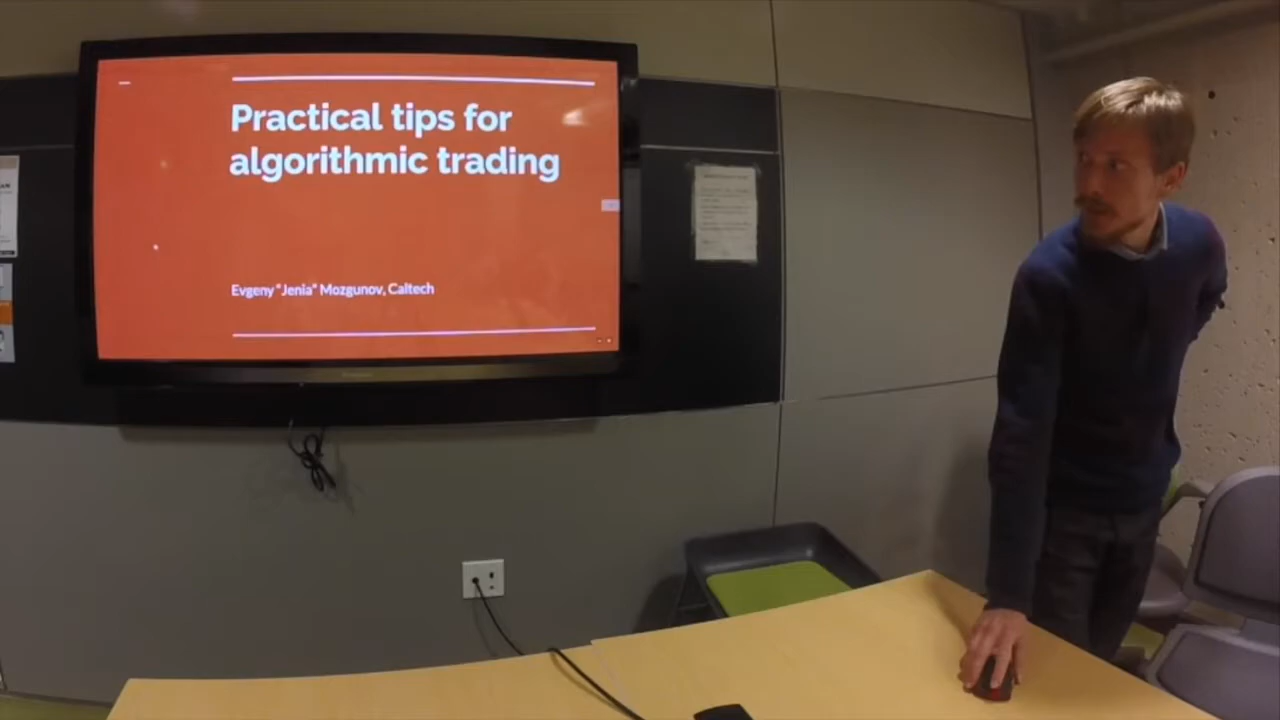 Practical tips for
algorithmic trading
Evgeny "Jenia" Mozgunov, Caltech